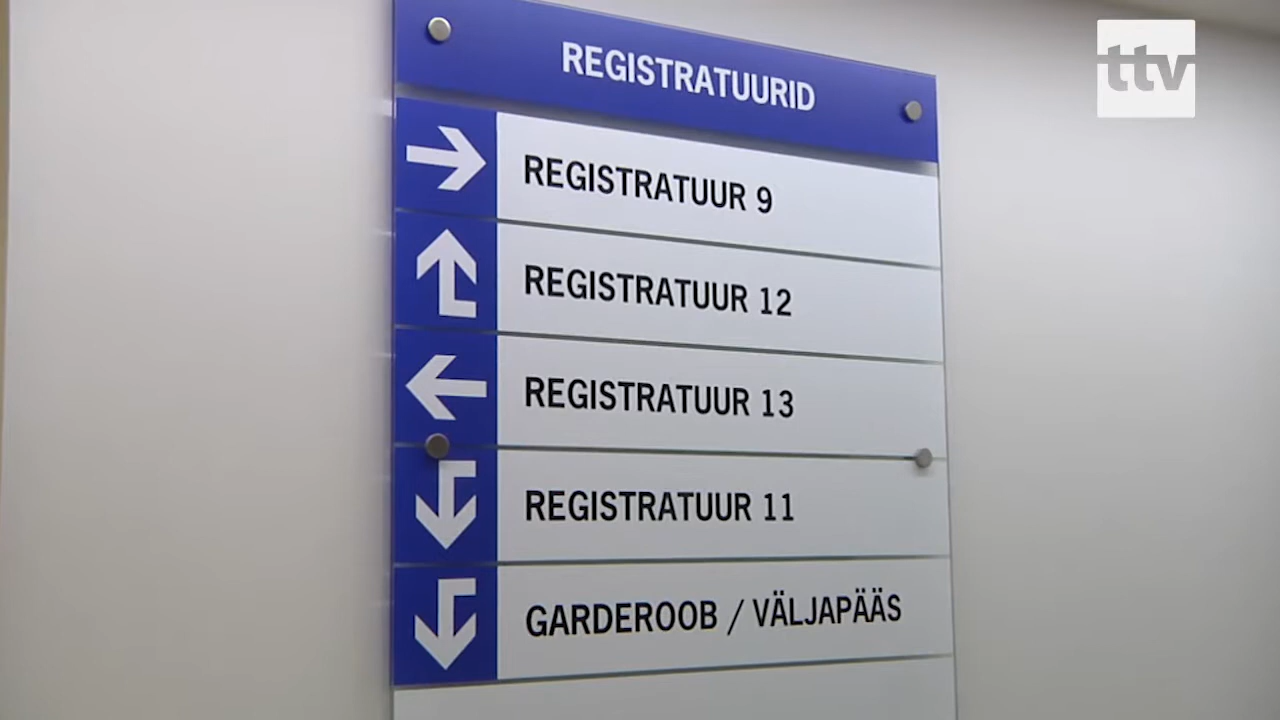 ttv
REGISTRATUURID
REGISTRATUUR 9
REGISTRATUUR 12
REGISTRATUUR 13
REGISTRATUUR 11
GARDEROOB / VÄLJAPÄÄS